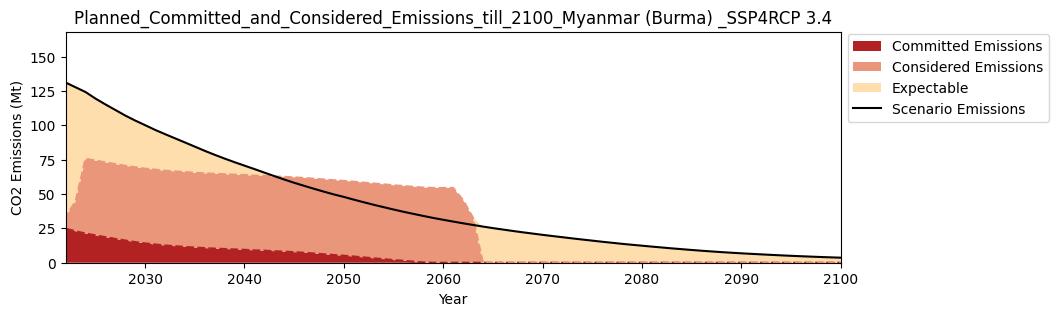 Planned_Committed_and_Considered_Emissions_till_2100_Myanmar (Burma) _SSP4RCP 3.4
CO2 Emissions (Mt)
150
125
100
75
50
25
0
2030 2040 2050 2060 2070 2080 2090 2100
Year
Committed Emissions
Considered Emissions
Expectable
Scenario Emissions